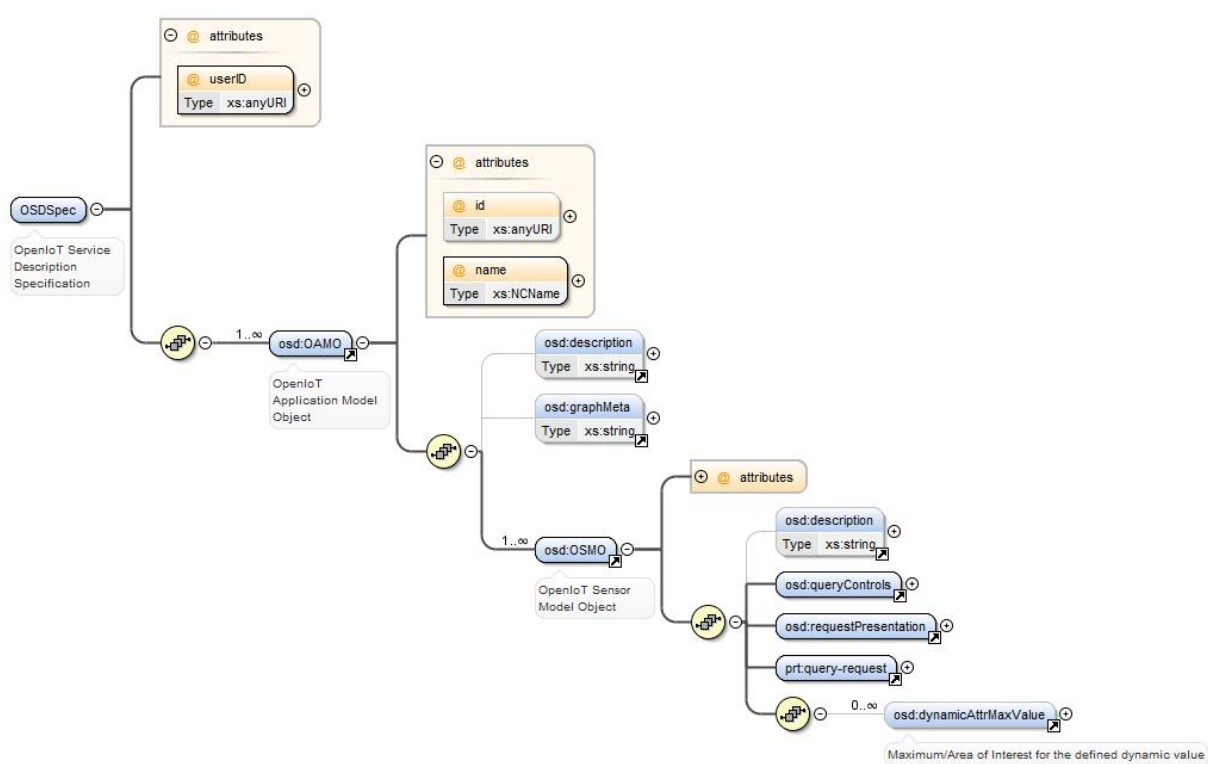 @ attributes
@ userID
Type xs:anyURI
OSDSpec
OpenIoT Service
Description
Specification
1..∞
osd:OAMO
OpenIoT
Application Model
Object
@ attributes
@ id
Type xs:anyURI
@ name
Type xs:NCName
osd:description
Type xs:string
osd:graphMeta
Type xs:string
1..∞
osd:OSMO
OpenIoT Sensor
Model Object
@ attributes
osd:description
Type xs:string
osd:queryControls
osd:requestPresentation
prt:query-request
0..∞
osd:dynamicAttrMaxValue
Maximum/Area of Interest for the defined dynamic value